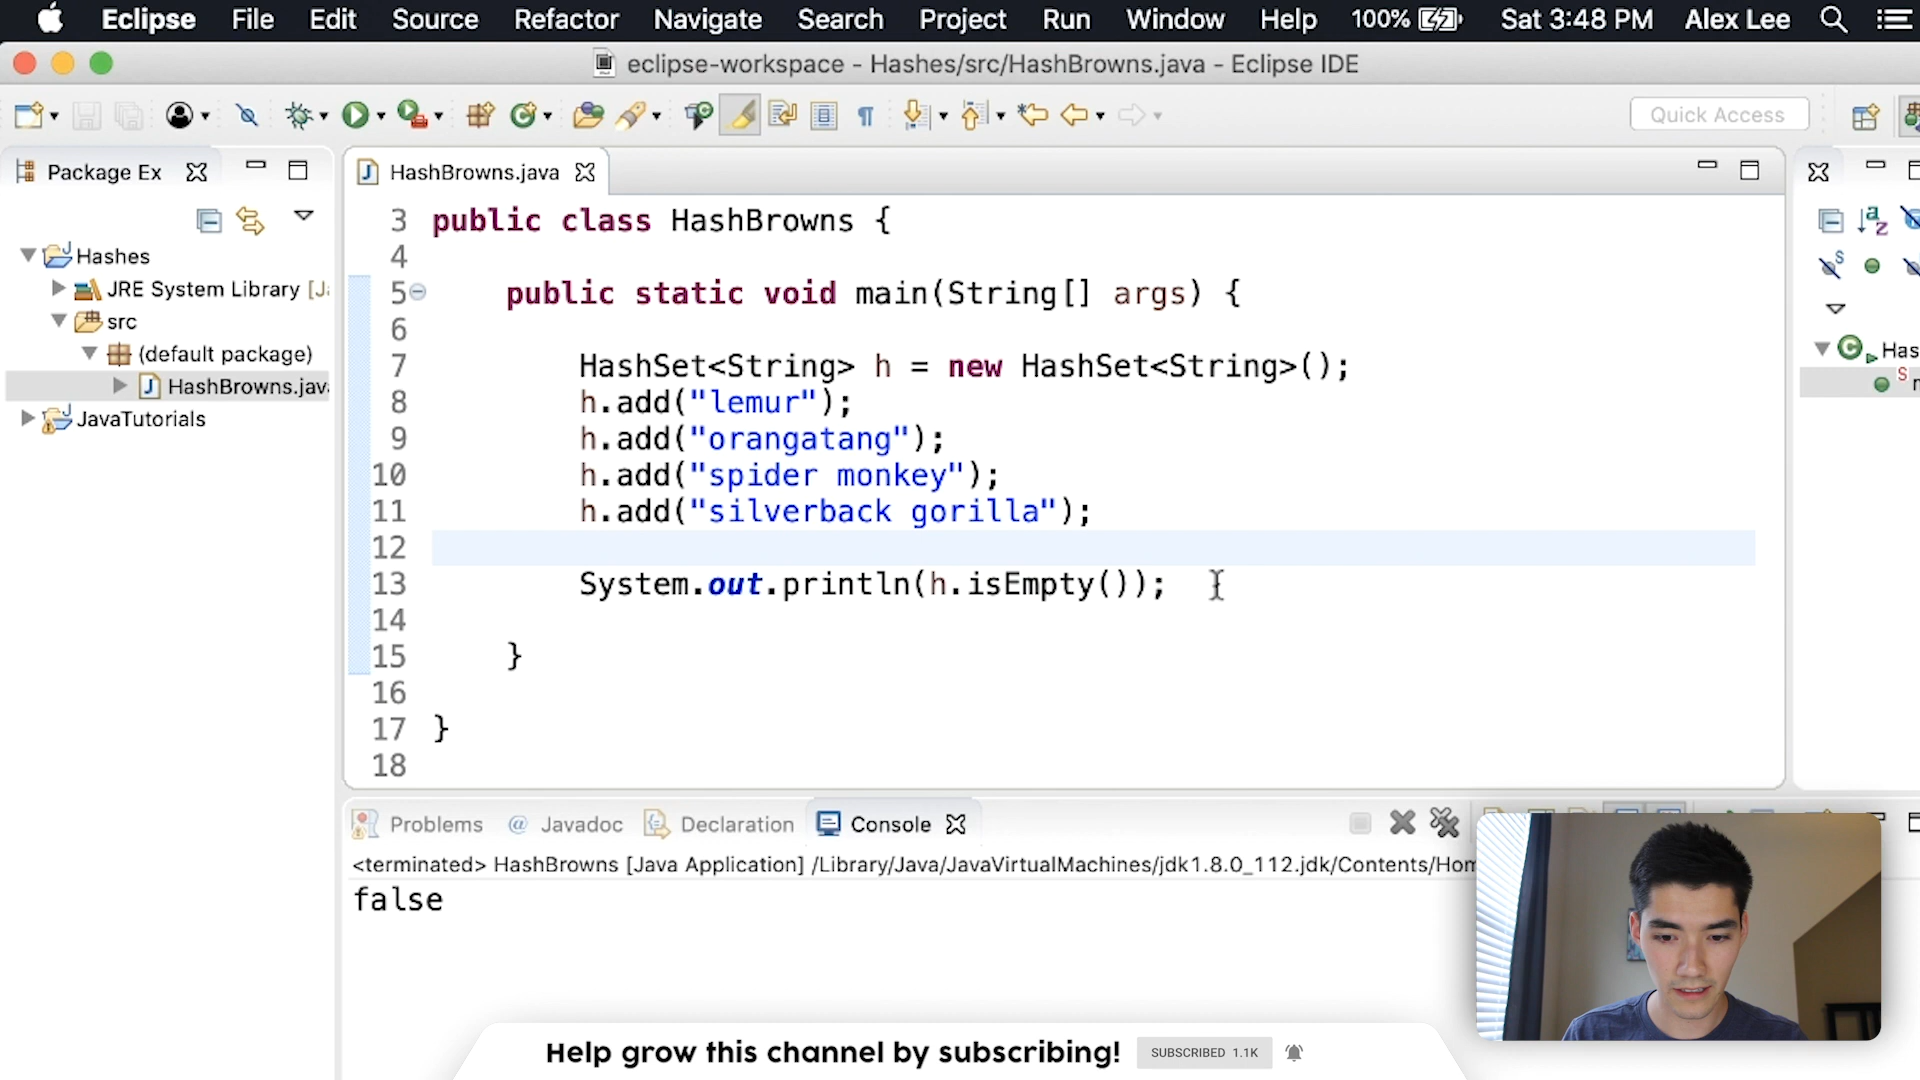 Eclipse File Edit Source Refactor Navigate Search Project Run Window Help 100% Sat 3:48 PM Alex Lee
eclipse-workspace - Hashes/src/HashBrowns.java - Eclipse IDE
Quick Access
Package Ex
Hashes
JRE System Library [Ja
src
(default package)
HashBrowns.jav
JavaTutorials
HashBrowns.java
3 public class HashBrowns {
4
5 public static void main(String[] args) {
6
7 HashSet<String> h = new HashSet<String>();
8 h.add("lemur");
9 h.add("orangatang");
10 h.add("spider monkey");
11 h.add("silverback gorilla");
12
13 System.out.println(h.isEmpty());
14
15 }
16
17 }
18
Has
Problems @ Javadoc Declaration Console
<terminated> HashBrowns [Java Application] /Library/Java/JavaVirtualMachines/jdk1.8.0_112.jdk/Contents/Hom
false
Help grow this channel by subscribing! SUBSCRIBED 1.1K